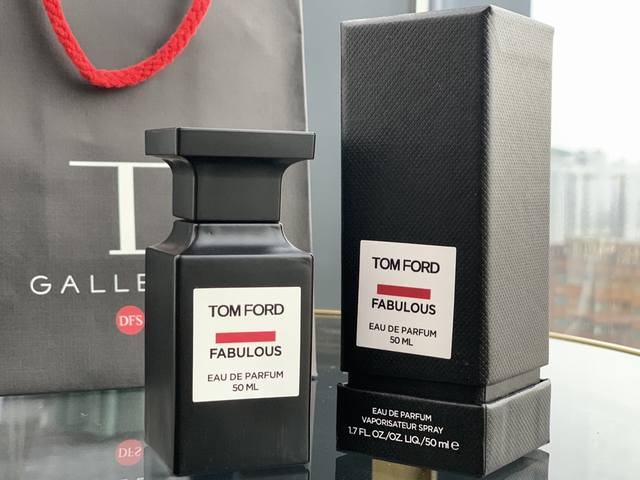 T
GALLE
DFS
TOM FORD
FABULOUS
EAU DE PARFUM
50 ML
TOM FORD
FABULOUS
EAU DE PARFUM
50 ML
EAU DE PARFUM
VAPORISATEUR SPRAY
1.7 FL. OZ./OZ. LIQ./50 ml e